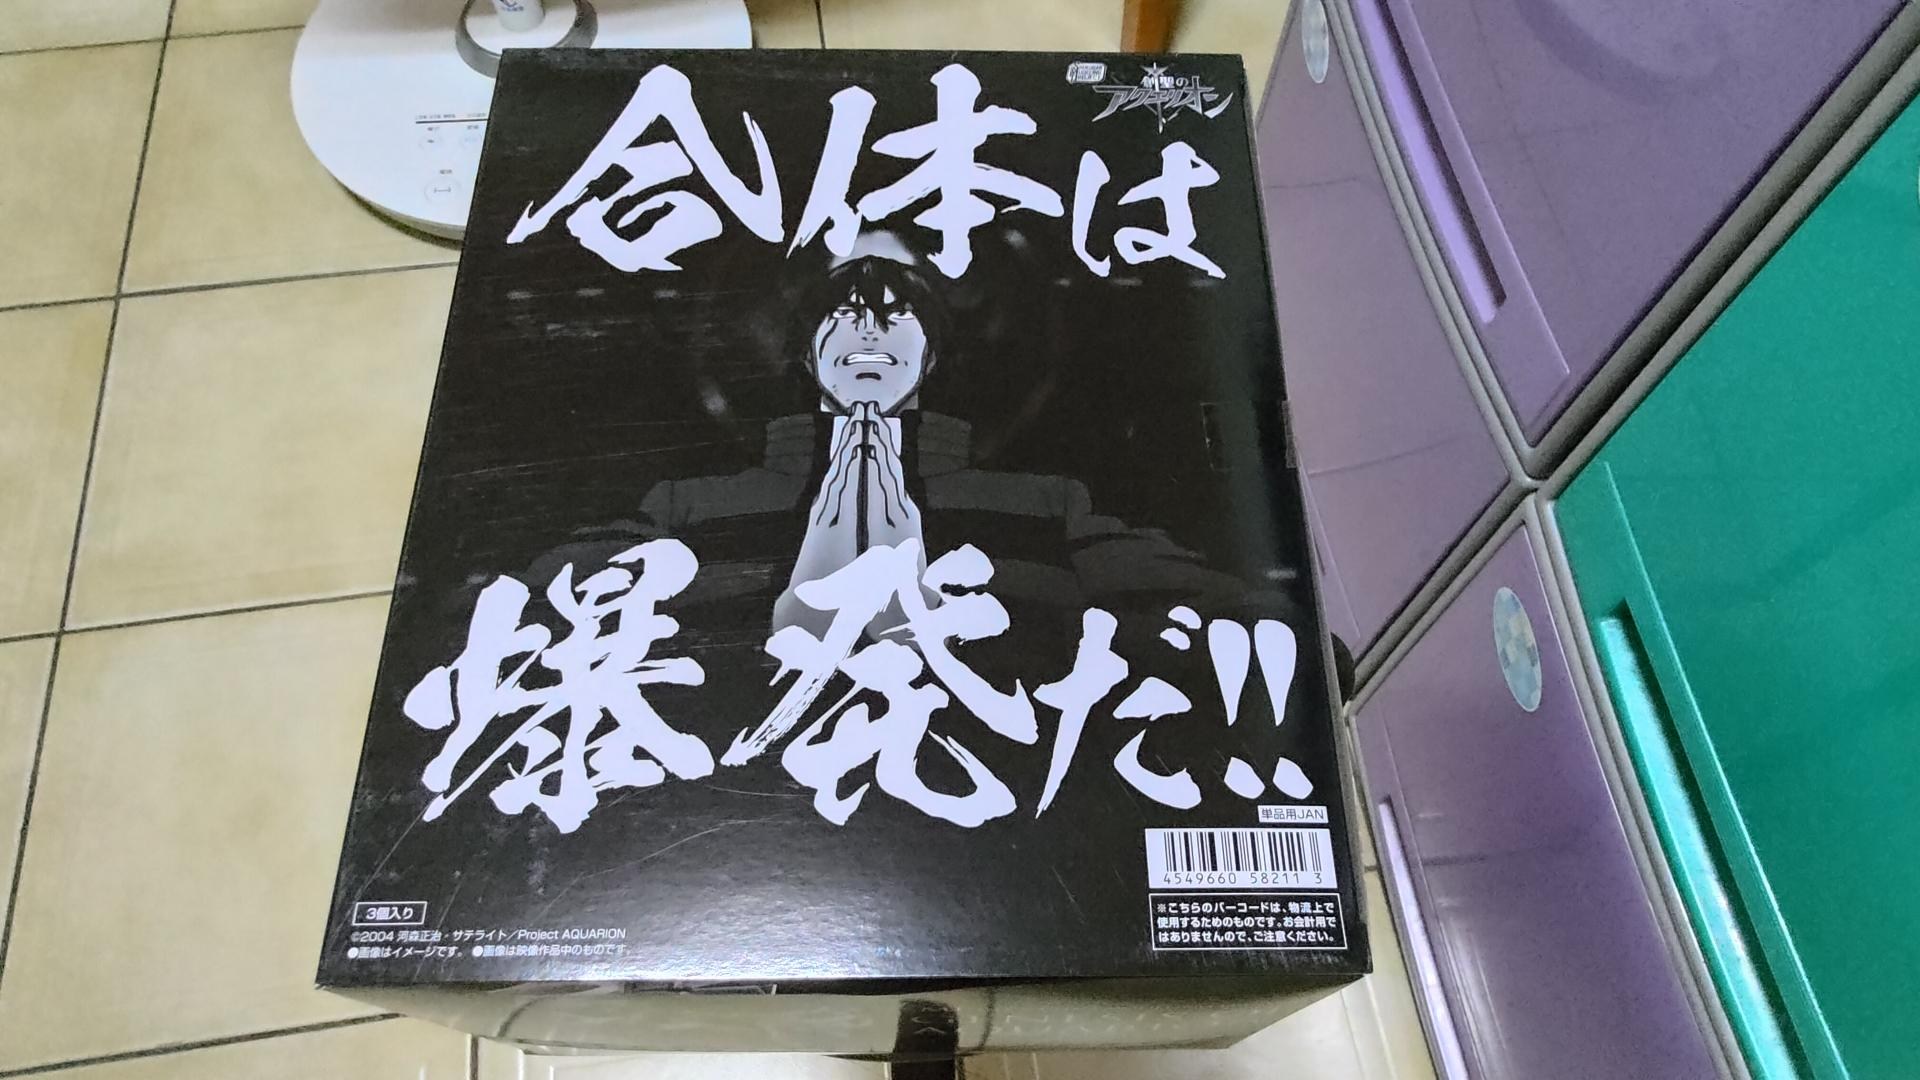 創聖の
アクエリオン
合体は
爆発だ!!
単品用JAN
4549660 58211 3
※こちらのバーコードは、物流上で
使用するためのものです。お会計用で
はありませんので、ご注意ください。
3個入り
©2004 河森正治・サテライト／Project AQUARION
●画像はイメージです。 ●画像は映像作品中のものです。